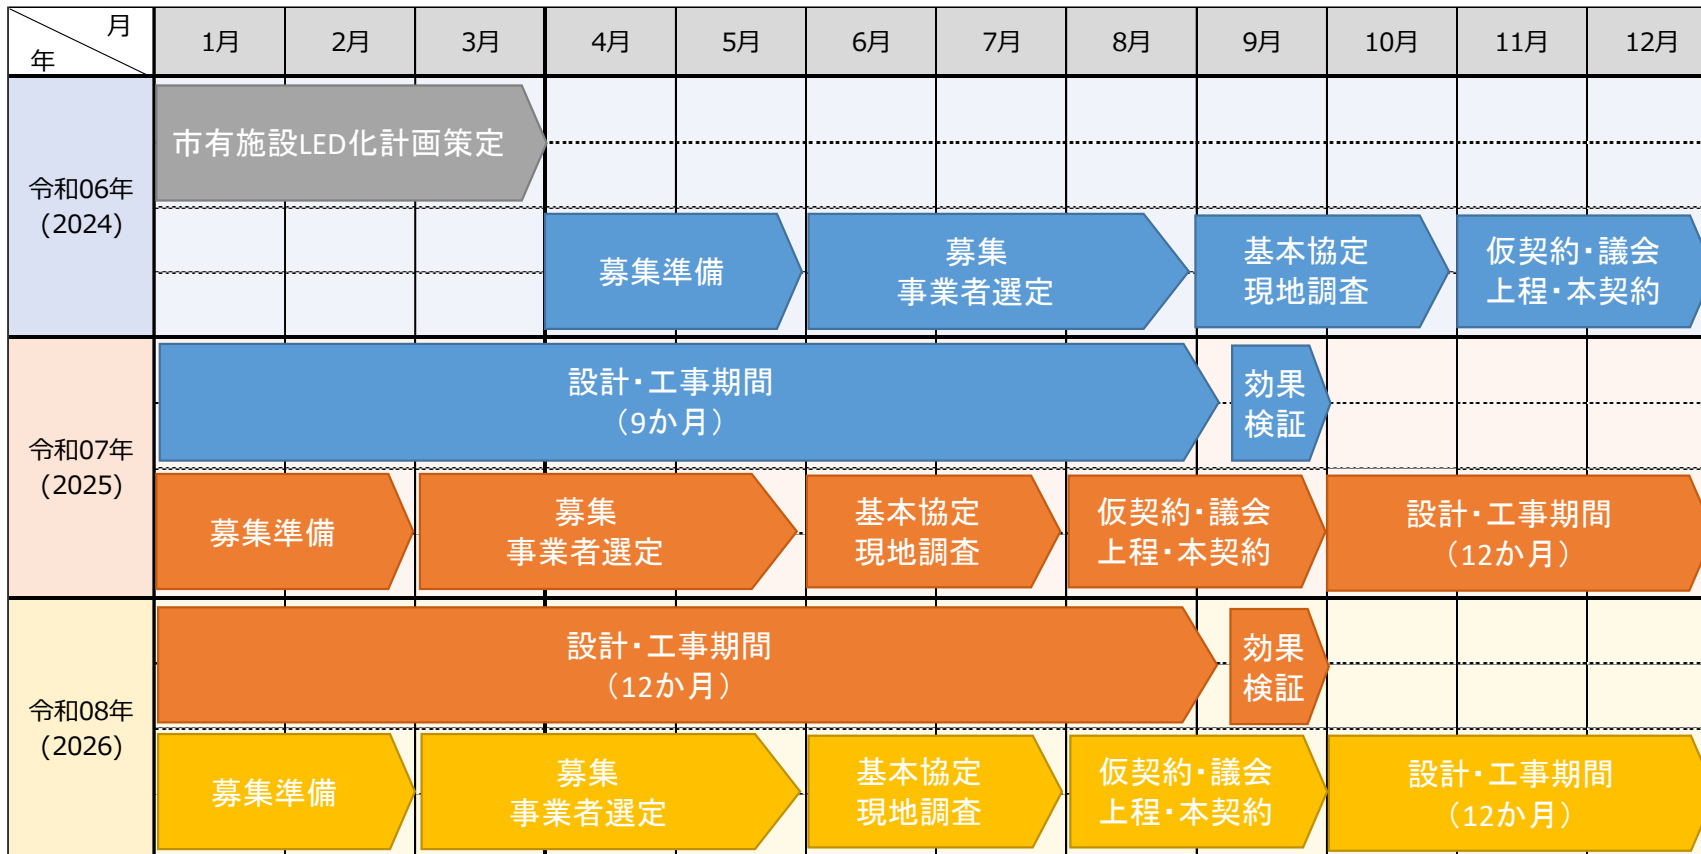 月
年
1月
2月
3月
4月
5月
6月
7月
8月
9月
10月
11月
12月
令和06年
(2024)
市有施設LED化計画策定
募集準備
募集
事業者選定
基本協定
現地調査
仮契約・議会
上程・本契約
令和07年
(2025)
設計・工事期間
（9か月）
効果
検証
募集準備
募集
事業者選定
基本協定
現地調査
仮契約・議会
上程・本契約
設計・工事期間
（12か月）
令和08年
(2026)
設計・工事期間
（12か月）
効果
検証
募集準備
募集
事業者選定
基本協定
現地調査
仮契約・議会
上程・本契約
設計・工事期間
（12か月）